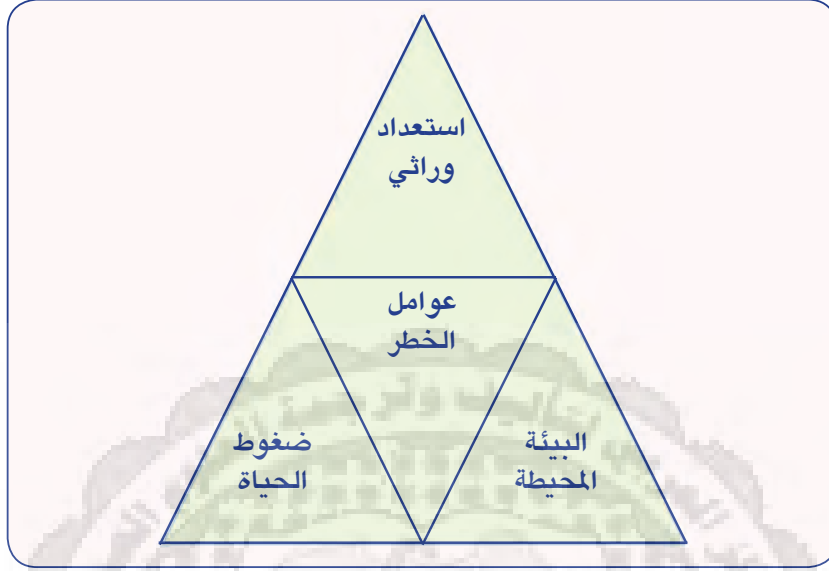 استعداد
وراثي
عوامل
الخطر
البيئة
المحيطة
ضغوط
الحياة